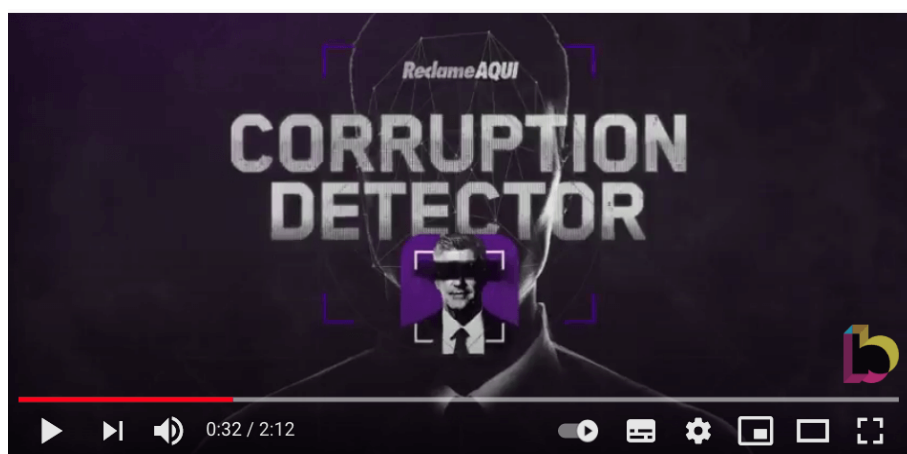 ReclameAQUI
CORRUPTION
DETECTOR
b
0:32 / 2:12